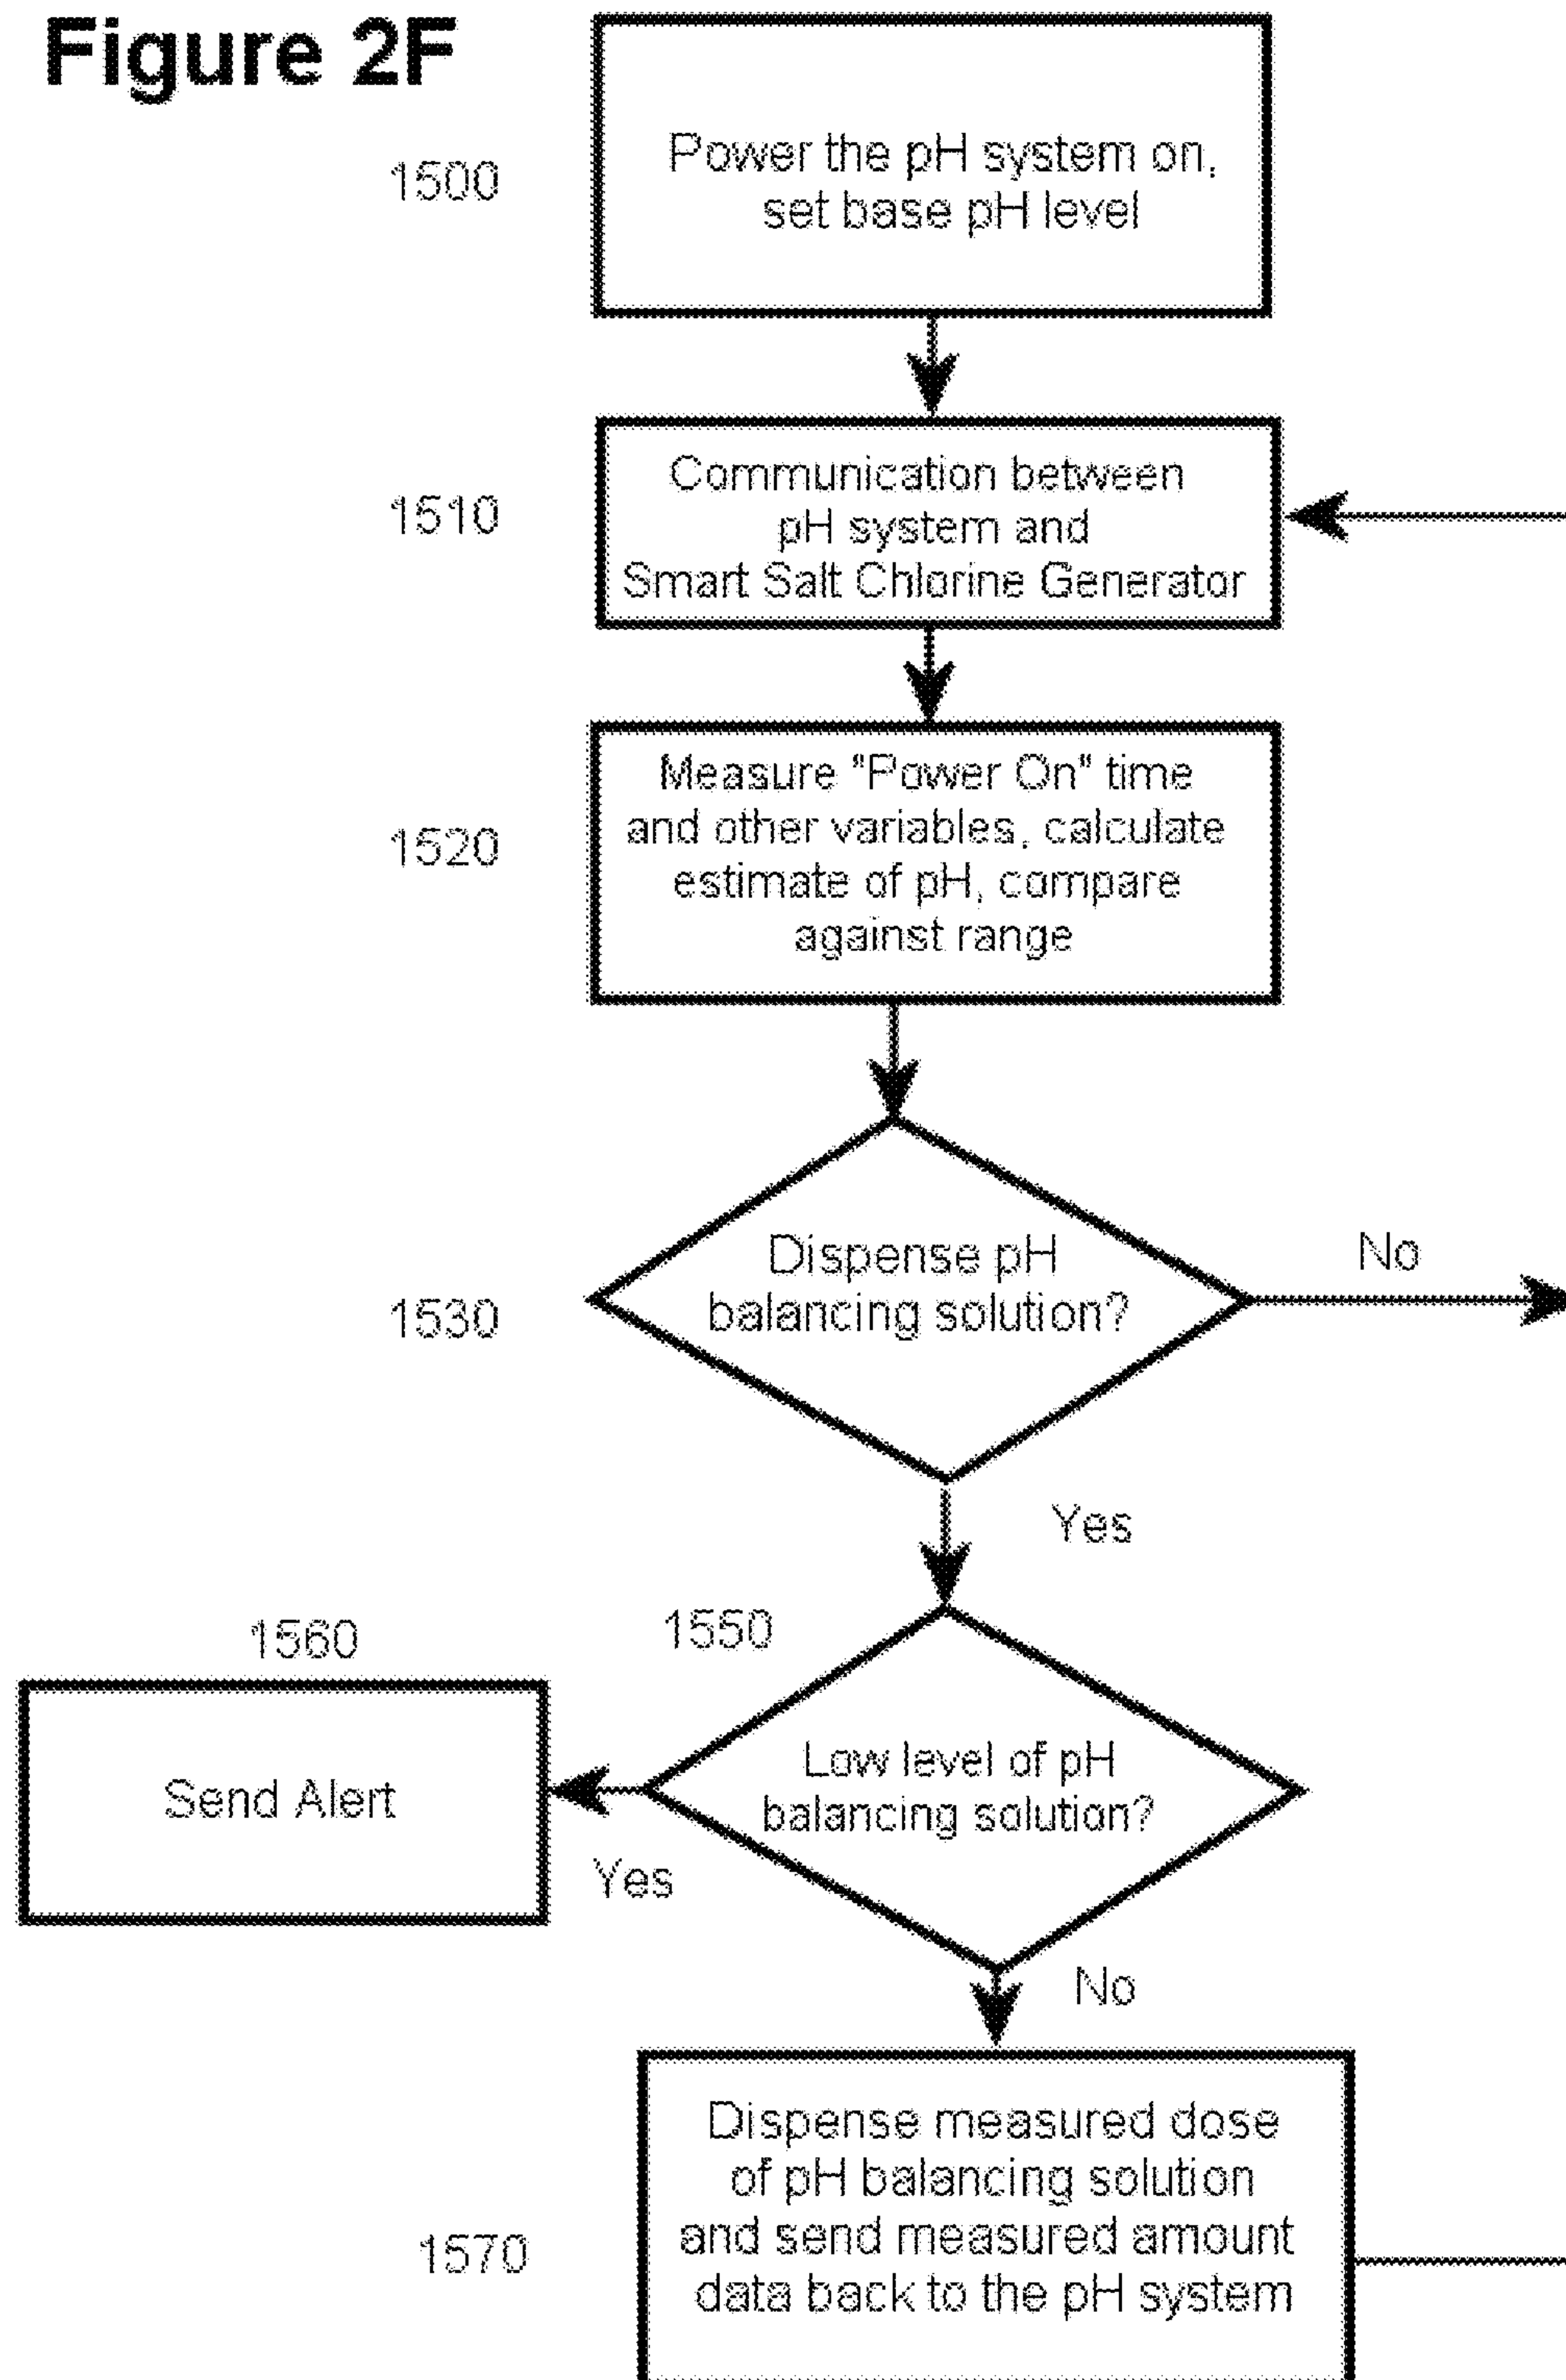 Figure 2F
1500
Power the pH system on,
set base pH level
1510
Communication between
pH system and
Smart Salt Chlorine Generator
1520
Measure "Power On" time
and other variables, calculate
estimate of pH, compare
against range
1530
Dispense pH
balancing solution?
No
Yes
1560
1550
Send Alert
Low level of pH
balancing solution?
Yes
No
1570
Dispense measured dose
of pH balancing solution
and send measured amount
data back to the pH system